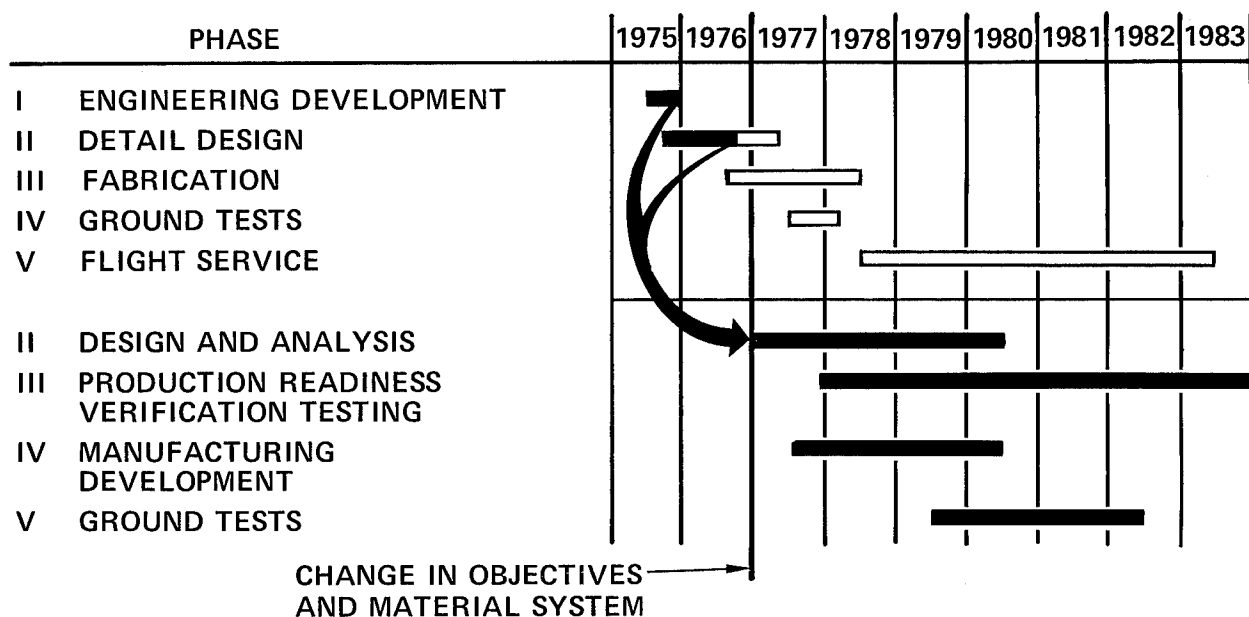 PHASE 1975 1976 1977 1978 1979 1980 1981 1982 1983
I ENGINEERING DEVELOPMENT
II DETAIL DESIGN
III FABRICATION
IV GROUND TESTS
V FLIGHT SERVICE
II DESIGN AND ANALYSIS
III PRODUCTION READINESS
VERIFICATION TESTING
IV MANUFACTURING
DEVELOPMENT
V GROUND TESTS
CHANGE IN OBJECTIVES
AND MATERIAL SYSTEM